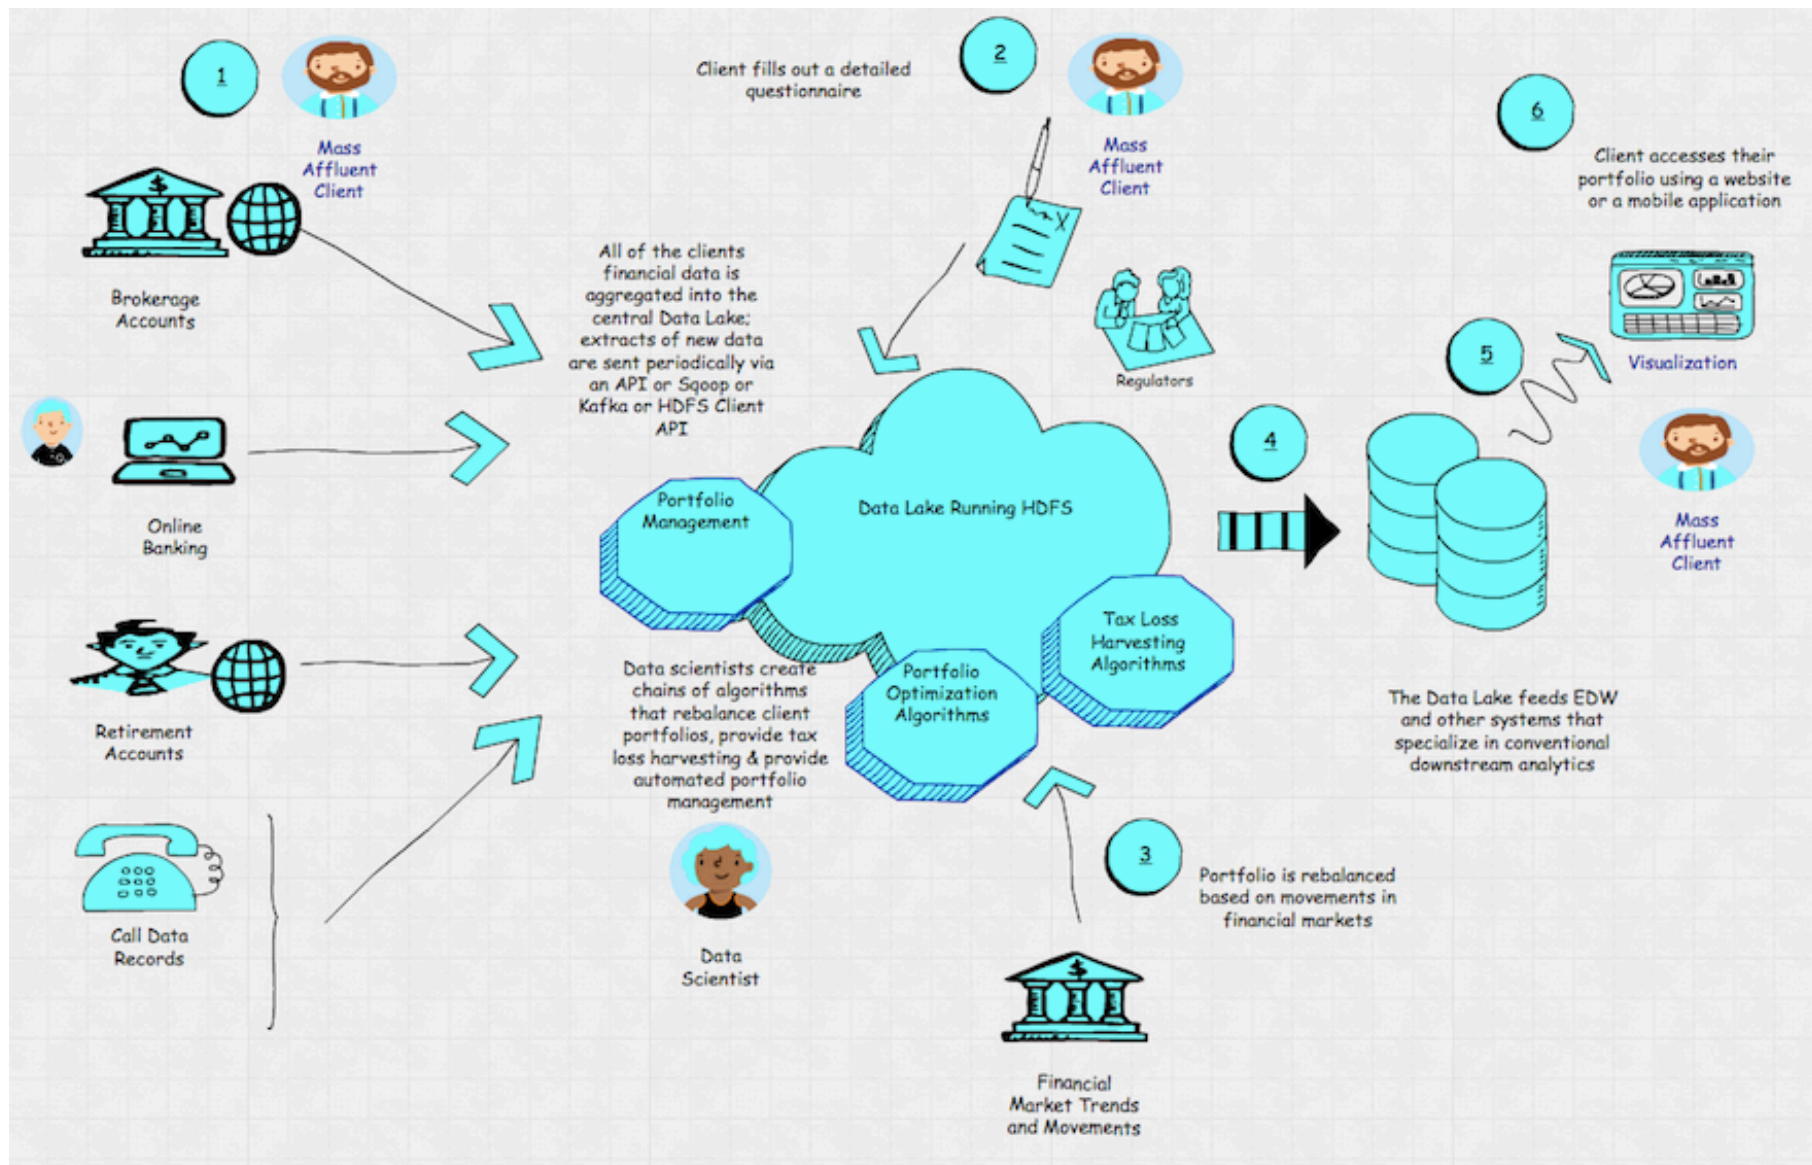 1
Mass
Affluent
Client
Brokerage
Accounts
Online
Banking
Retirement
Accounts
Call Data
Records
All of the clients
financial data is
aggregated into the
central Data Lake;
extracts of new data
are sent periodically via
an API or Sqoop or
Kafka or HDFS Client
API
Client fills out a detailed
questionnaire
2
Mass
Affluent
Client
Regulators
Portfolio
Management
Data Lake Running HDFS
Portfolio
Optimization
Algorithms
Tax Loss
Harvesting
Algorithms
Data scientists create
chains of algorithms
that rebalance client
portfolios, provide tax
loss harvesting & provide
automated portfolio
management
Data
Scientist
3
Portfolio is rebalanced
based on movements in
financial markets
Financial
Market Trends
and Movements
4
5
The Data Lake feeds EDW
and other systems that
specialize in conventional
downstream analytics
6
Client accesses their
portfolio using a website
or a mobile application
Visualization
Mass
Affluent
Client